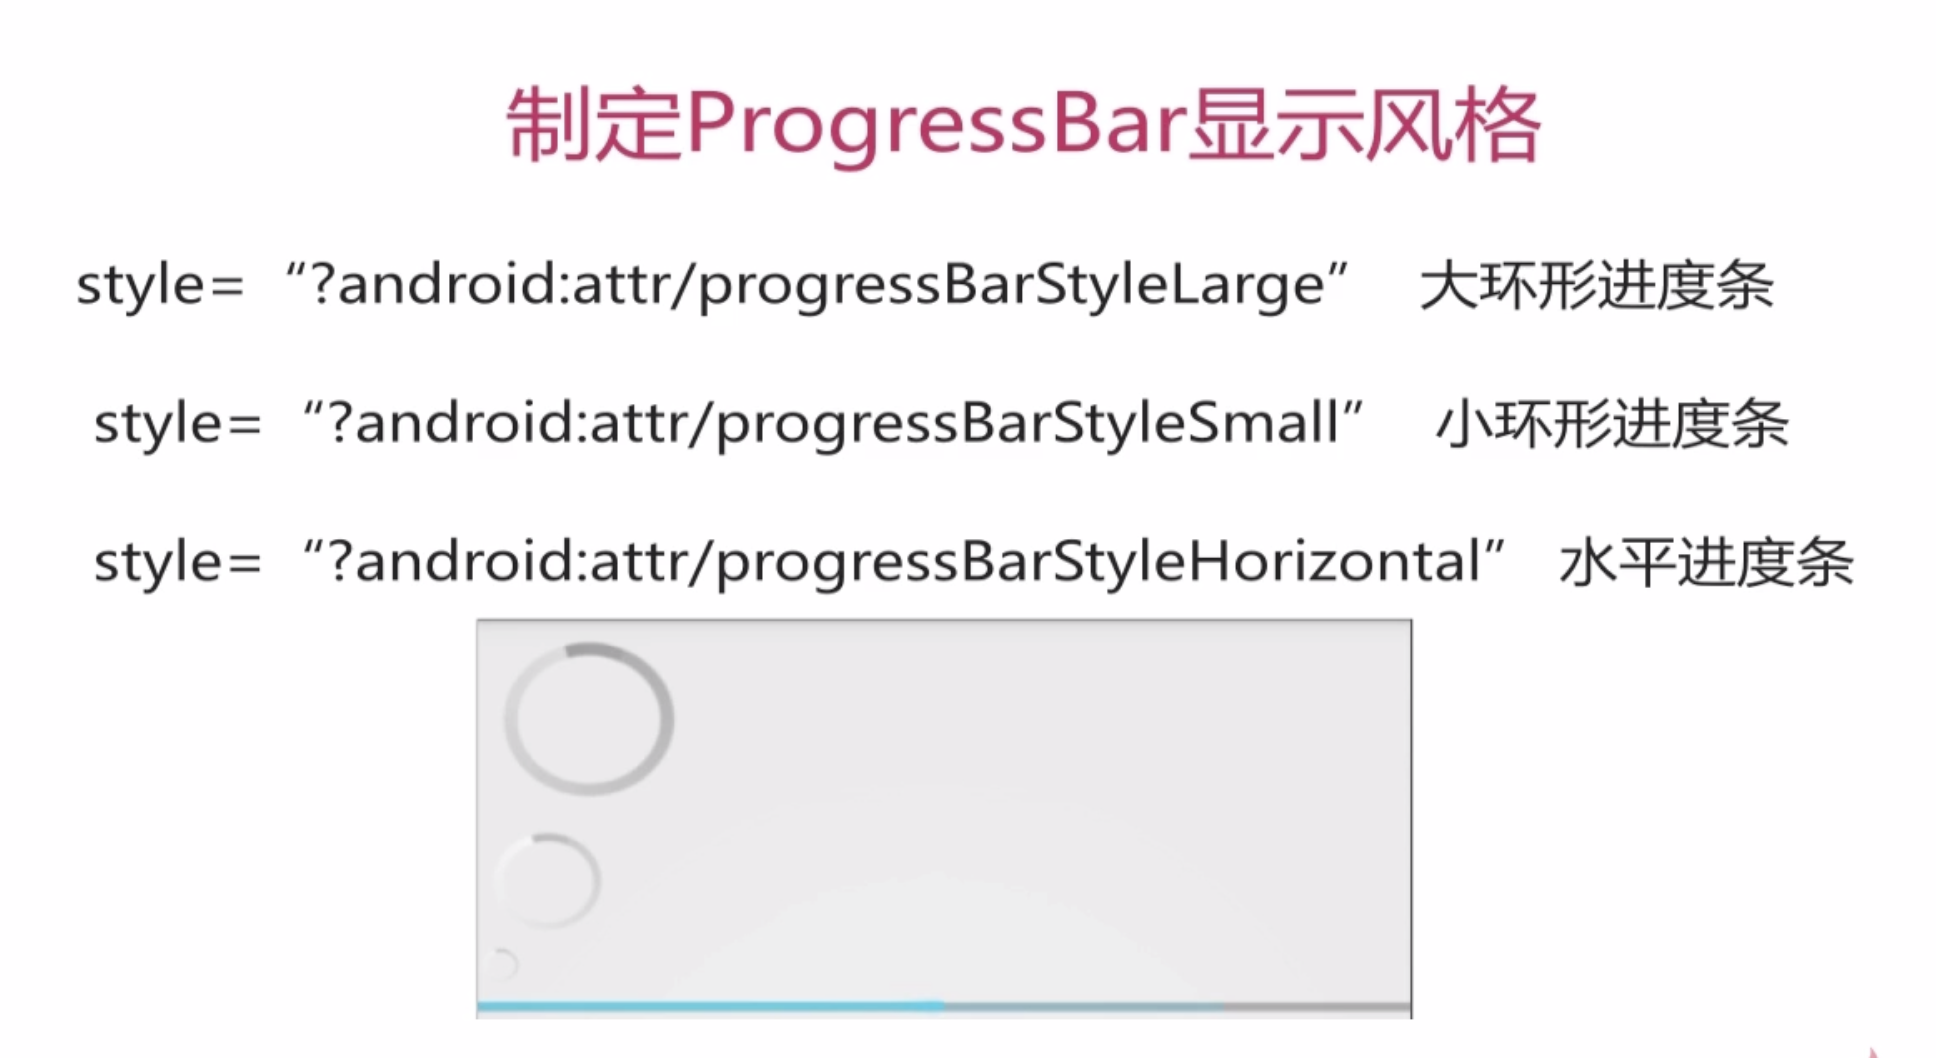 制定ProgressBar显示风格
style= “?android:attr/progressBarStyleLarge” 大环形进度条
style= “?android:attr/progressBarStyleSmall” 小环形进度条
style= “?android:attr/progressBarStyleHorizontal” 水平进度条